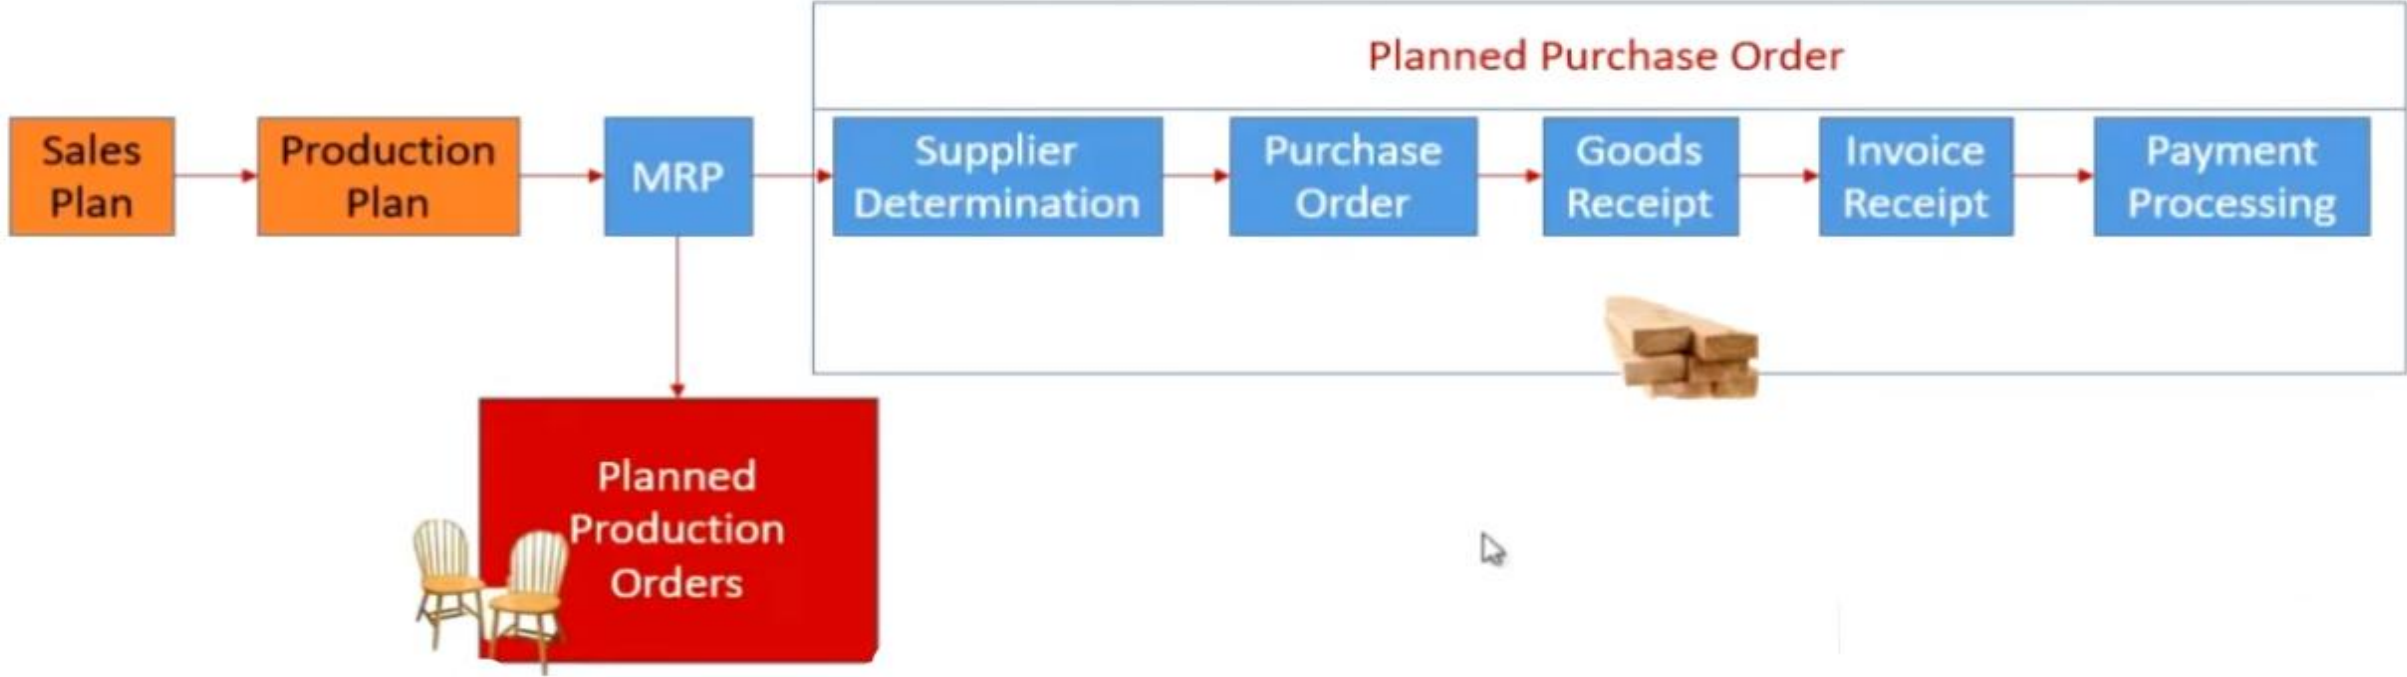 Planned Purchase Order
Sales
Plan
Production
Plan
MRP
Supplier
Determination
Purchase
Order
Goods
Receipt
Invoice
Receipt
Payment
Processing
Planned
Production
Orders